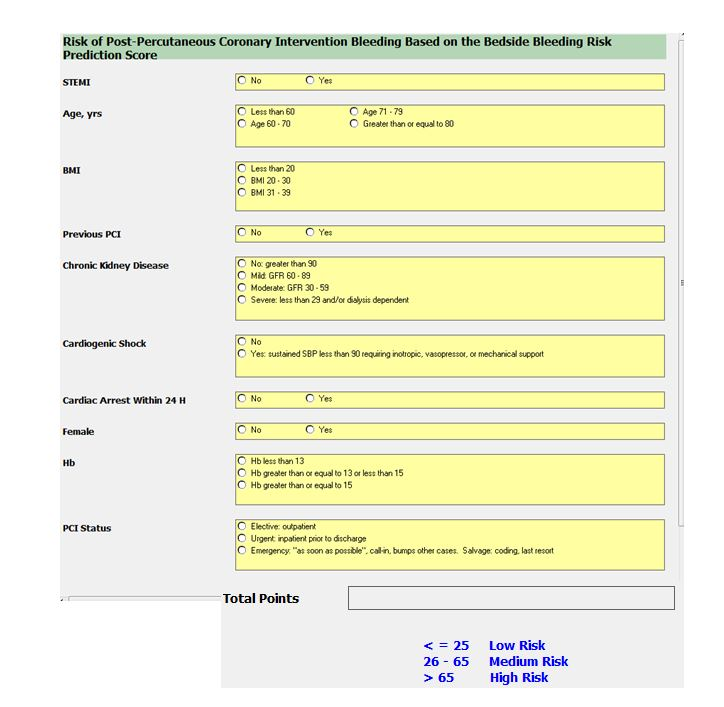 Risk of Post-Percutaneous Coronary Intervention Bleeding Based on the Bedside Bleeding Risk
Prediction Score
STEMI No Yes
Age, yrs Less than 60 Age 71 - 79
Age 60 - 70 Greater than or equal to 80
BMI Less than 20
BMI 20 - 30
BMI 31 - 39
Previous PCI No Yes
Chronic Kidney Disease No: greater than 90
Mild: GFR 60 - 89
Moderate: GFR 30 - 59
Severe: less than 29 and/or dialysis dependent
Cardiogenic Shock No
Yes: sustained SBP less than 90 requiring inotropic, vasopressor, or mechanical support
Cardiac Arrest Within 24 H No Yes
Female No Yes
Hb Hb less than 13
Hb greater than or equal to 13 or less than 15
Hb greater than or equal to 15
PCI Status Elective: outpatient
Urgent: inpatient prior to discharge
Emergency: "as soon as possible", call-in, bumps other cases. Salvage: coding, last resort
Total Points
< = 25 Low Risk
26 - 65 Medium Risk
> 65 High Risk